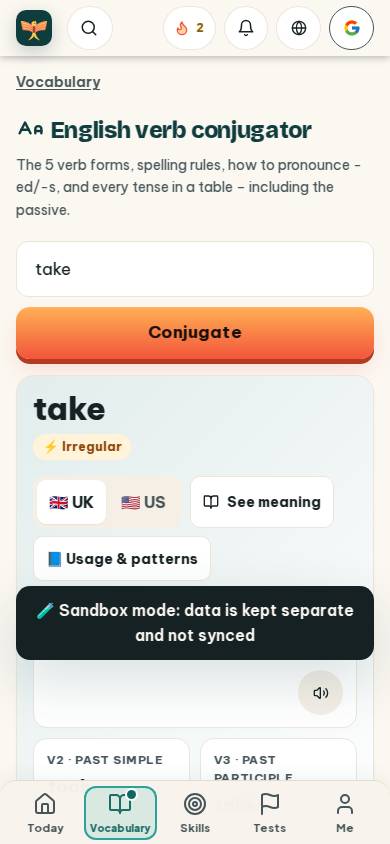 2
Vocabulary
English verb conjugator
The 5 verb forms, spelling rules, how to pronounce -
ed/-s, and every tense in a table – including the
passive.
take
Conjugate
take
⚡ Irregular
🇬🇧 UK
🇺🇸 US
See meaning
📘 Usage & patterns
🧪 Sandbox mode: data is kept separate
and not synced
V2 · PAST SIMPLE
V3 · PAST
PARTICIPLE
Today
Vocabulary
Skills
Tests
Me